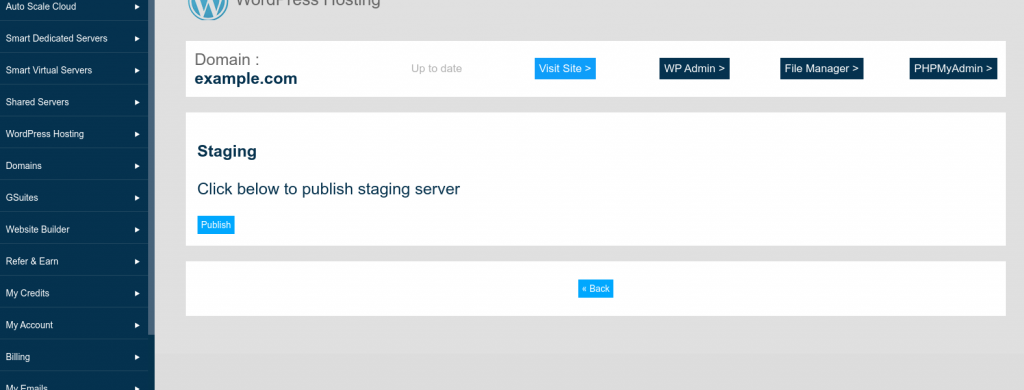 Auto Scale Cloud
Smart Dedicated Servers
Smart Virtual Servers
Shared Servers
WordPress Hosting
Domains
GSuites
Website Builder
Refer & Earn
My Credits
My Account
Billing
My Emails
WordPress Hosting
Domain :
example.com
Up to date
Visit Site >
WP Admin >
File Manager >
PHPMyAdmin >
Staging
Click below to publish staging server
Publish
« Back